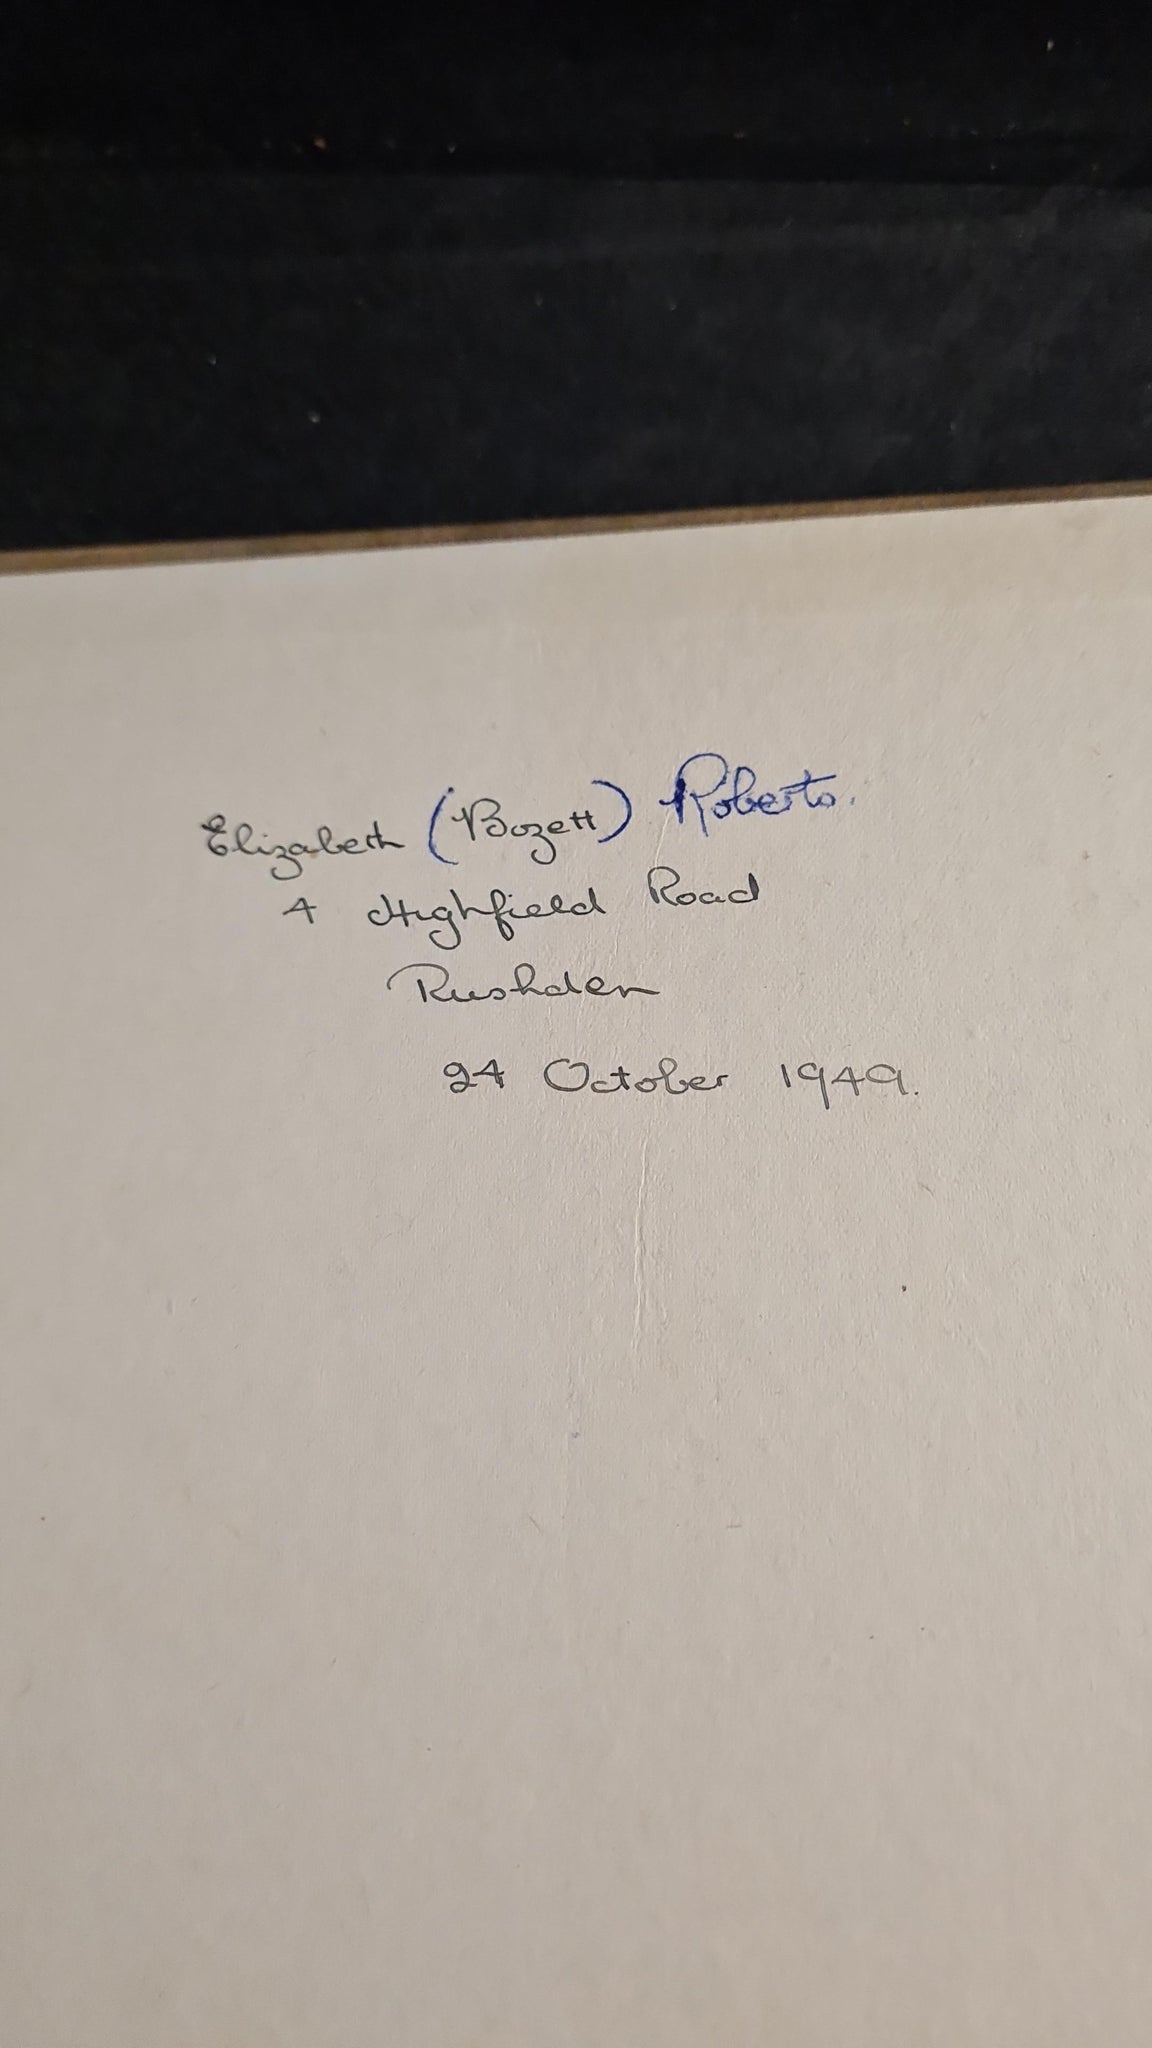 Elizabeth (Bozett) Roberts.
4 Highfield Road
Rushden
24 October 1949.